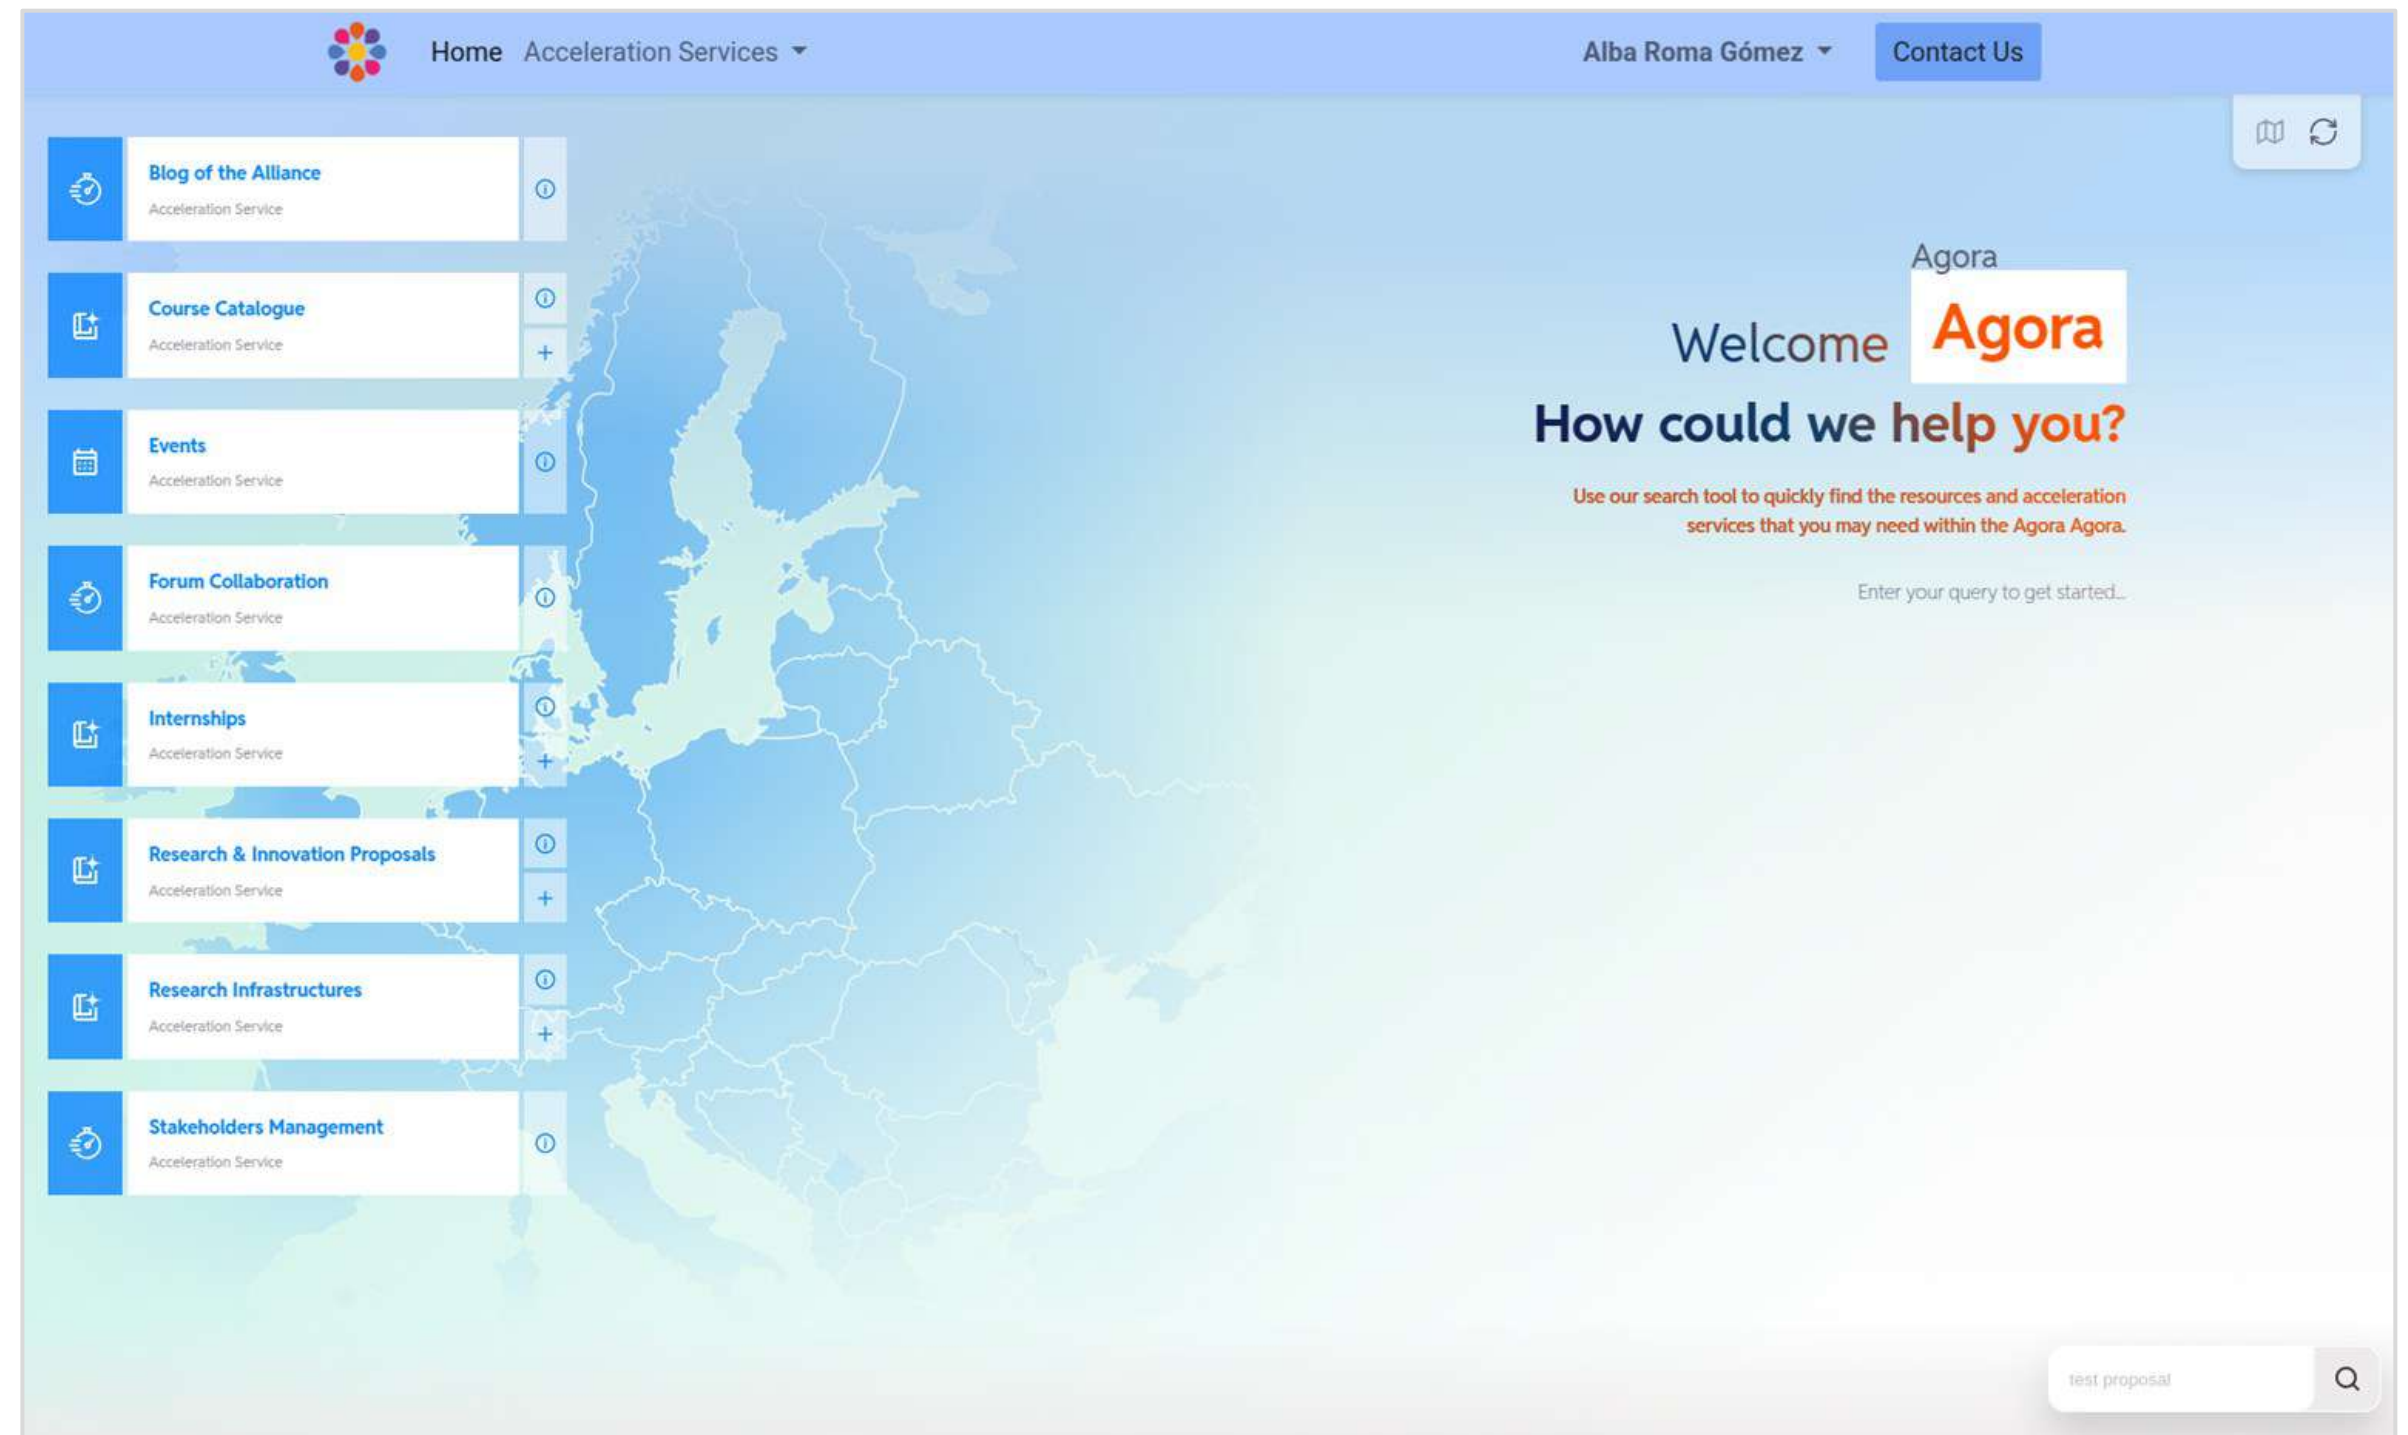 Home Acceleration Services Alba Roma Gómez Contact Us
Blog of the Alliance
Acceleration Service
Course Catalogue
Acceleration Service
Events
Acceleration Service
Forum Collaboration
Acceleration Service
Internships
Acceleration Service
Research & Innovation Proposals
Acceleration Service
Research Infrastructures
Acceleration Service
Stakeholders Management
Acceleration Service
Agora
Welcome Agora
How could we help you?
Use our search tool to quickly find the resources and acceleration
services that you may need within the Agora Agora.
Enter your query to get started...
test proposal